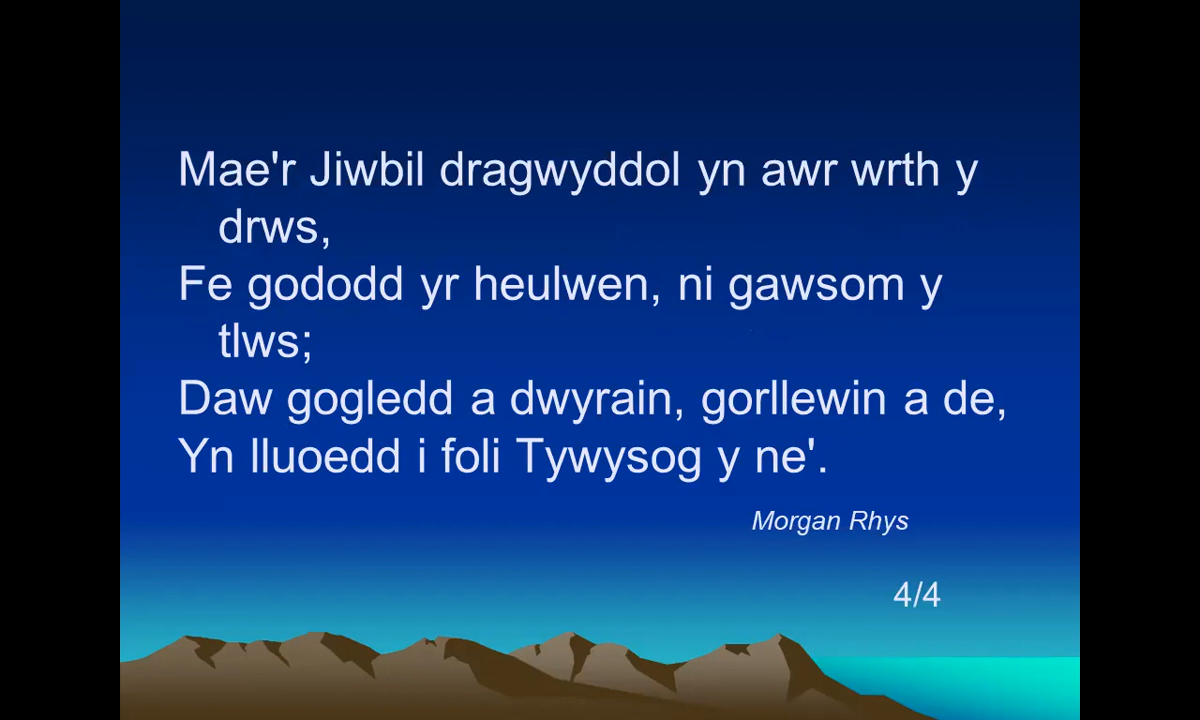 Mae'r Jiwbil dragwyddol yn awr wrth y
drws,
Fe gododd yr heulwen, ni gawsom y
tlws;
Daw gogledd a dwyrain, gorllewin a de,
Yn lluoedd i foli Tywysog y ne'.
Morgan Rhys
4/4